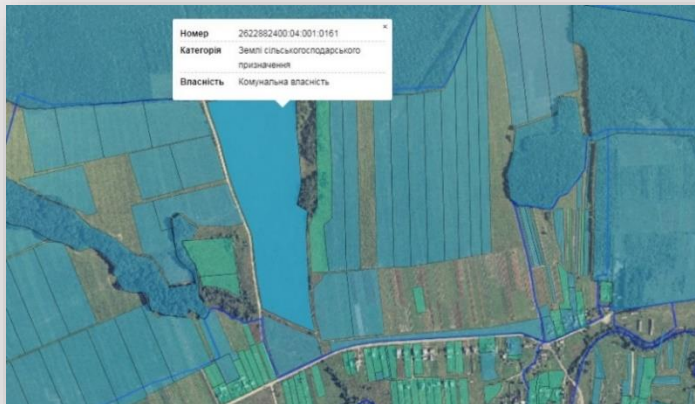 ×
Номер 2622882400:04:001:0161
Категорія Землі сільськогосподарського
призначення
Власність Комунальна власність